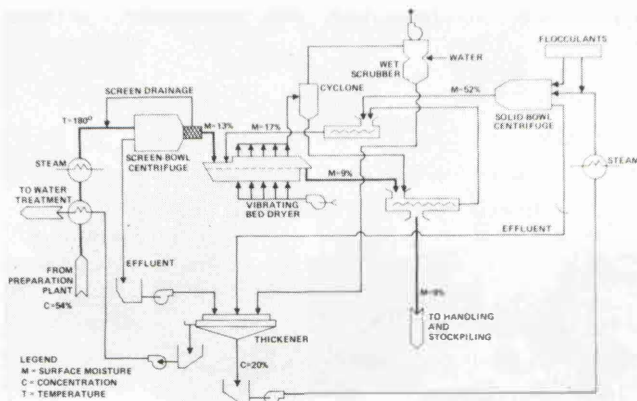 FLOCCULANTS
WATER
WET
SCRUBBER
CYCLONE
SCREEN DRAINAGE
T=180°
M=13%
M=17%
M=52%
SOLID-BOWL
CENTRIFUGE
STEAM
SCREEN-BOWL
CENTRIFUGE
STEAM
TO WATER
TREATMENT
M=9%
VIBRATING
BED DRYER
EFFLUENT
EFFLUENT
FROM
PREPARATION
PLANT
C=54%
M=9%
TO HANDLING
AND
STOCKPILING
THICKENER
C=20%
LEGEND
M = SURFACE MOISTURE
C = CONCENTRATION
T = TEMPERATURE